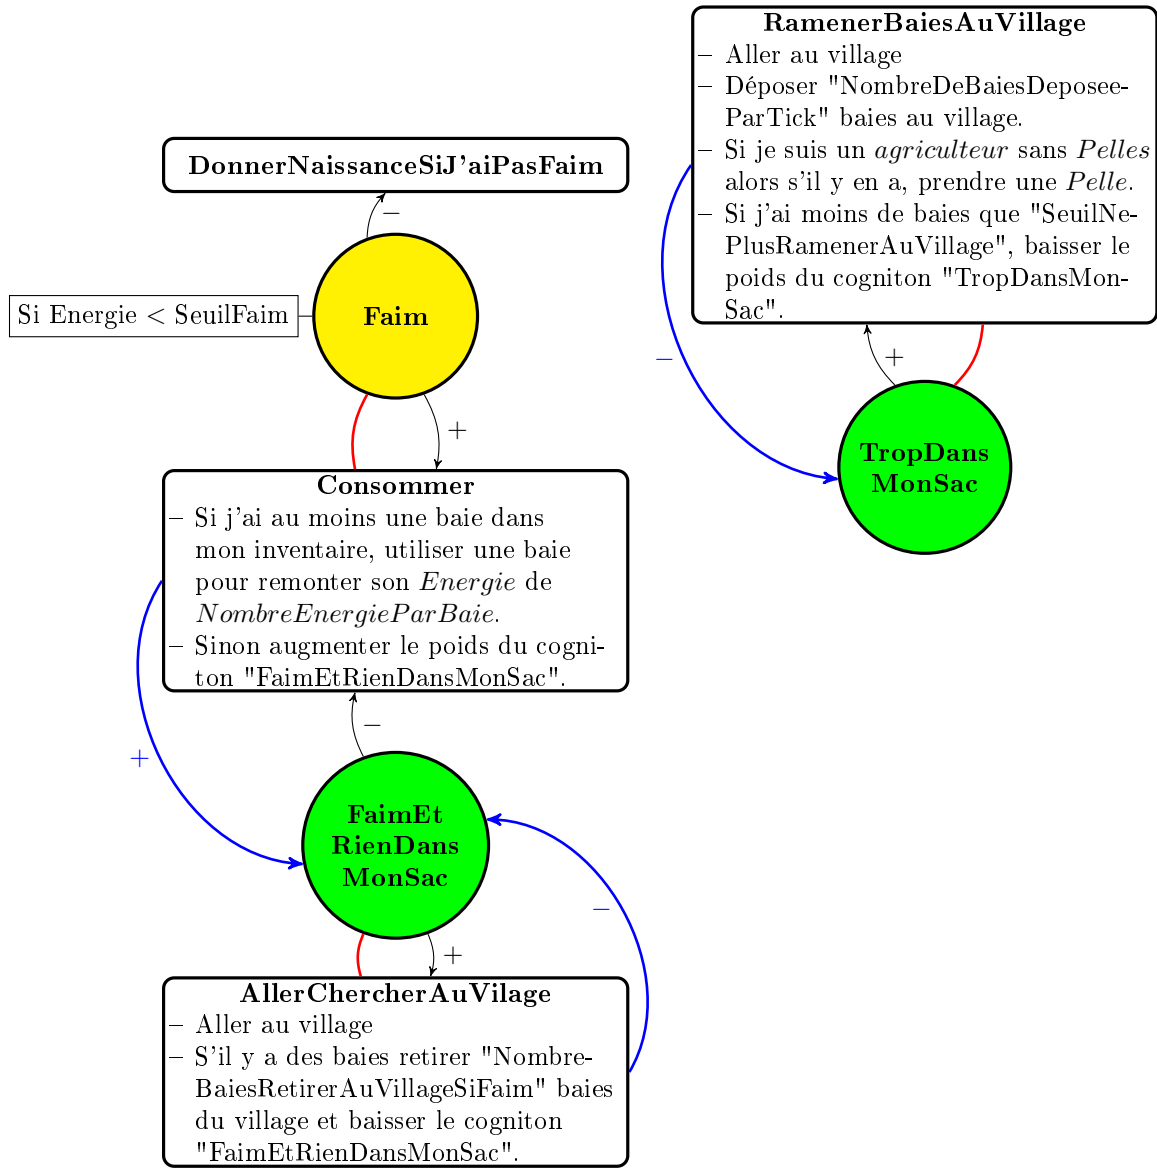 RamenerBaiesAuVillage
– Aller au village
– Déposer "NombreDeBaiesDeposee-
ParTick" baies au village.
– Si je suis un agriculteur sans Pelles
alors s'il y en a, prendre une Pelle.
– Si j'ai moins de baies que "SeuilNe-
PlusRamenerAuVillage", baisser le
poids du cogniton "TropDansMon-
Sac".
–
+
TropDans
MonSac
DonnerNaissanceSiJ'aiPasFaim
–
Si Energie < SeuilFaim
Faim
+
Consommer
– Si j'ai au moins une baie dans
mon inventaire, utiliser une baie
pour remonter son Energie de
NombreEnergieParBaie.
– Sinon augmenter le poids du cogni-
ton "FaimEtRienDansMonSac".
–
+
FaimEt
RienDans
MonSac
–
+
AllerChercherAuVilage
– Aller au village
– S'il y a des baies retirer "Nombre-
BaiesRetirerAuVillageSiFaim" baies
du village et baisser le cogniton
"FaimEtRienDansMonSac".